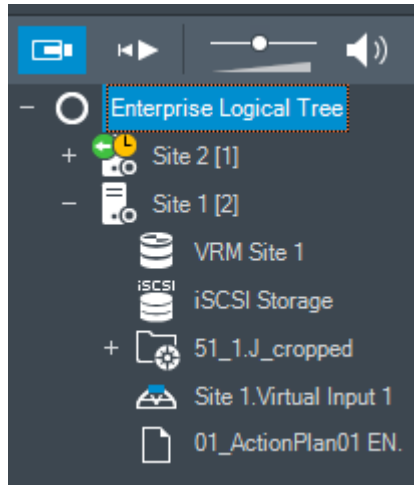 Enterprise Logical Tree
Site 2 [1]
Site 1 [2]
VRM Site 1
iSCSI
iSCSI Storage
51_1.J_cropped
Site 1.Virtual Input 1
01_ActionPlan01 EN.